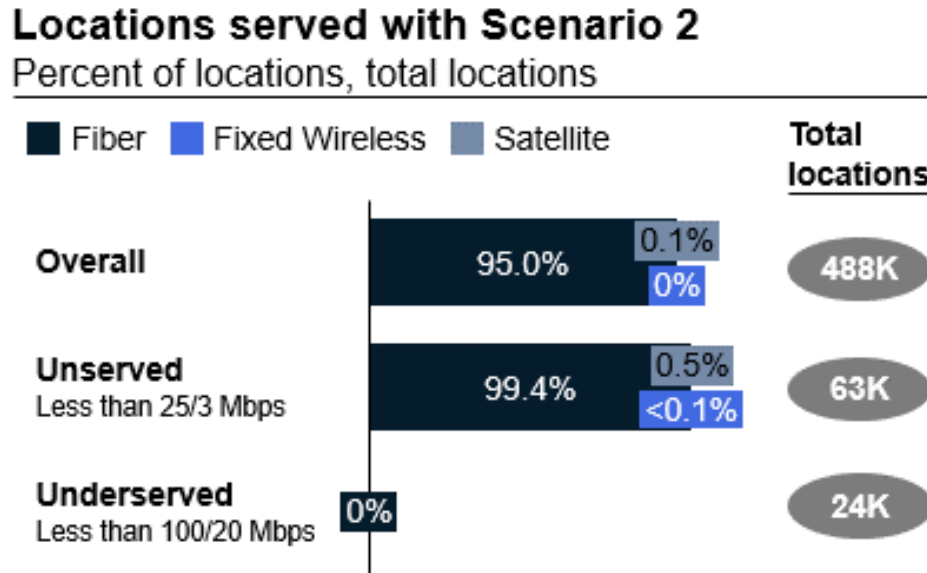 Locations served with Scenario 2
Percent of locations, total locations
Fiber Fixed Wireless Satellite
Total
locations
Overall
95.0%
0.1%
0%
488K
Unserved
Less than 25/3 Mbps
99.4%
0.5%
<0.1%
63K
Underserved
Less than 100/20 Mbps
0%
24K